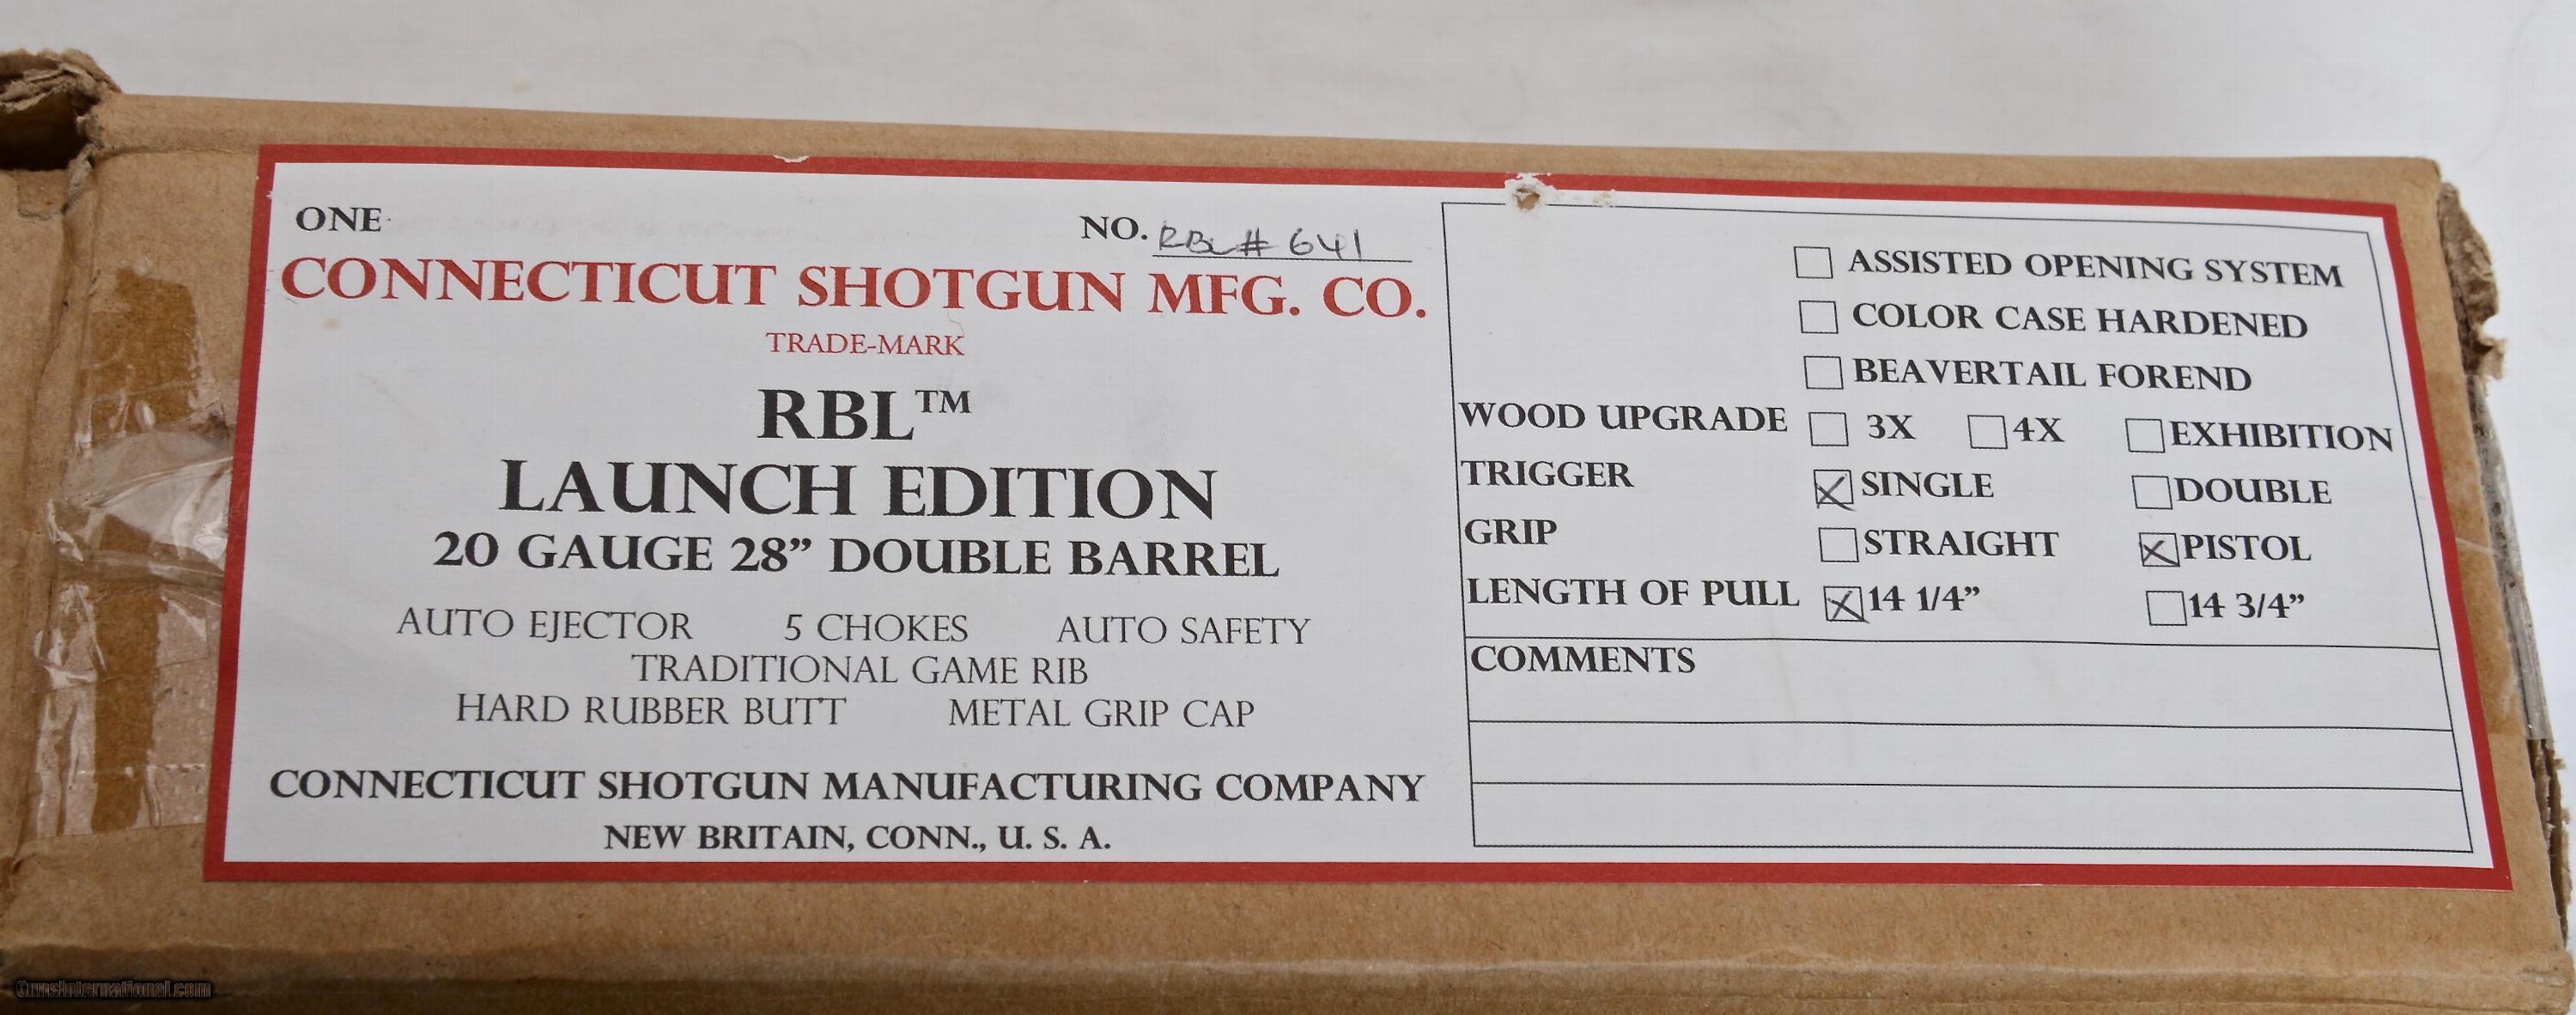 ONE NO. RBL # 641
CONNECTICUT SHOTGUN MFG. CO.
TRADE-MARK
RBL™
LAUNCH EDITION
20 GAUGE 28” DOUBLE BARREL
AUTO EJECTOR 5 CHOKES AUTO SAFETY
TRADITIONAL GAME RIB
HARD RUBBER BUTT METAL GRIP CAP
CONNECTICUT SHOTGUN MANUFACTURING COMPANY
NEW BRITAIN, CONN., U. S. A.
ASSISTED OPENING SYSTEM
COLOR CASE HARDENED
BEAVERTAIL FOREND
WOOD UPGRADE 3X 4X EXHIBITION
TRIGGER SINGLE DOUBLE
GRIP STRAIGHT PISTOL
LENGTH OF PULL 14 1/4” 14 3/4”
COMMENTS
GunsInternational.com